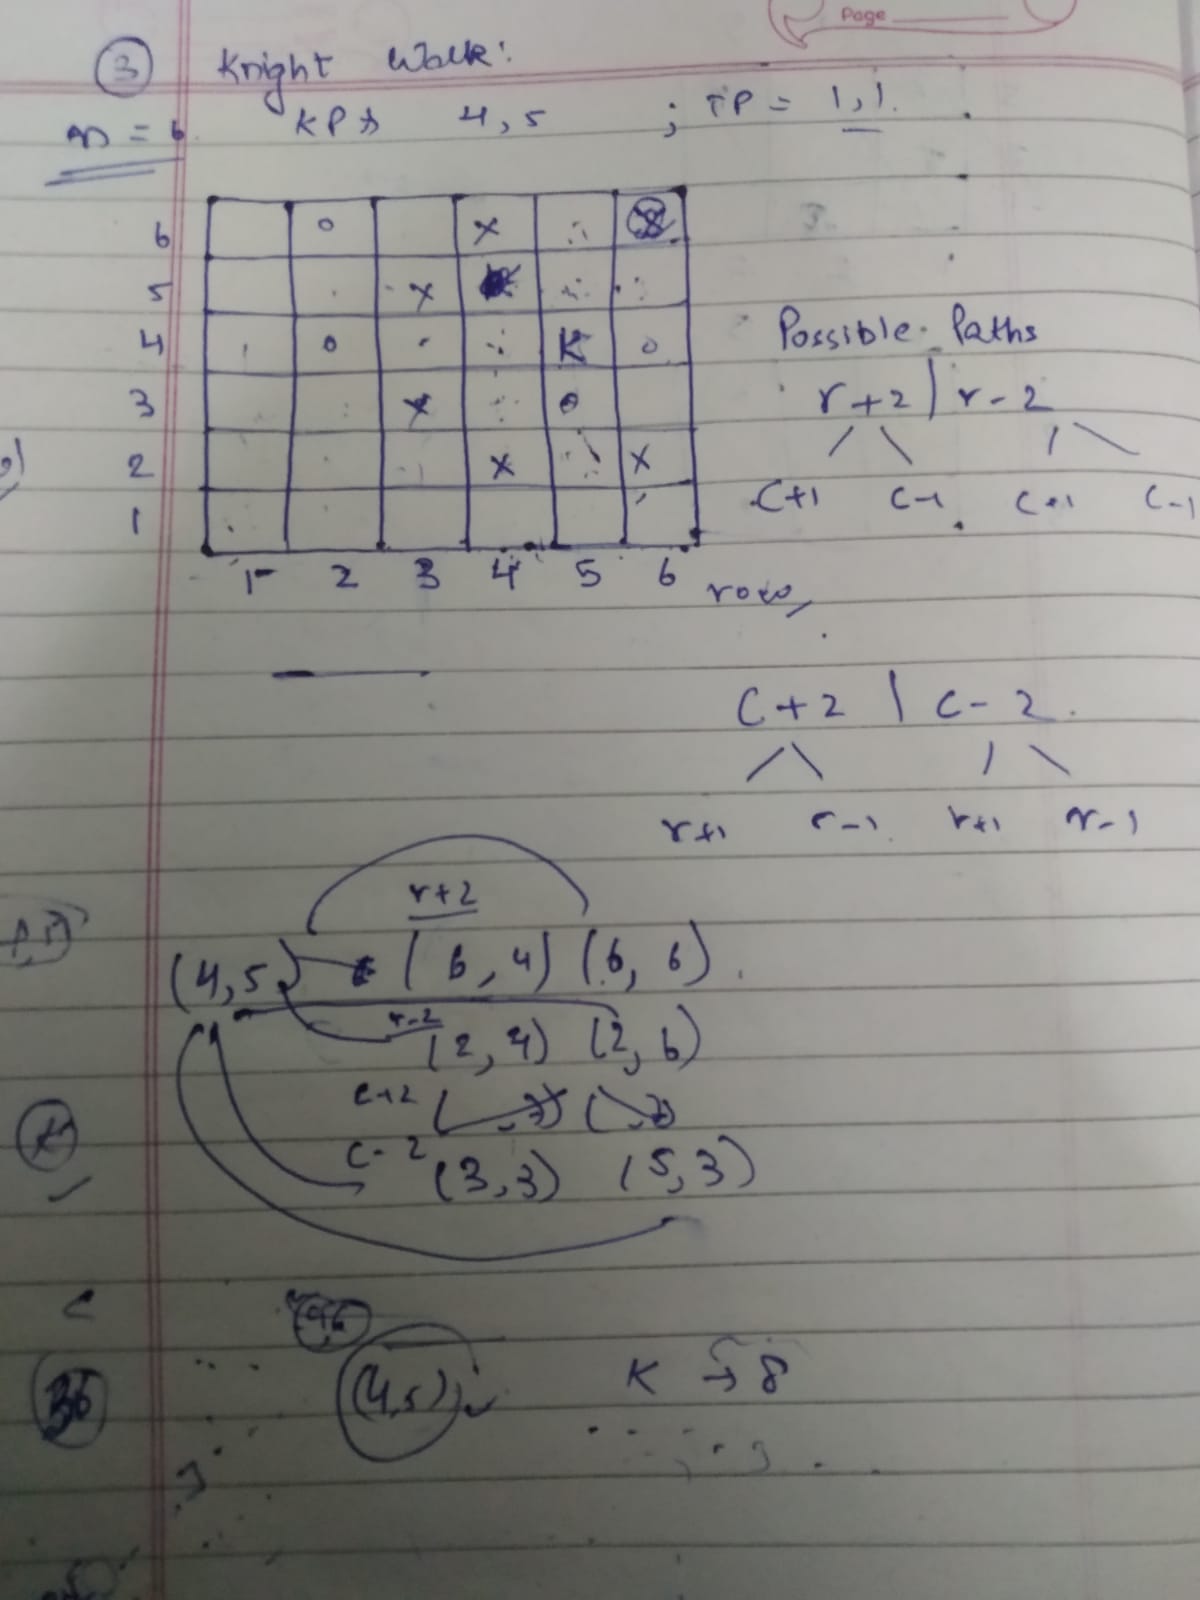 Page
③ Knight Walk:
n = 6 KP → 4,5 ; TP = 1,1.
6 o x
5 x
4 o K o
3 x o
2 x x
1
1 2 3 4 5 6 rows
Possible Paths
r+2 | r-2
c+1 c-1 c+1 c-1
c+2 | c-2
r+1 r-1 r+1 r-1
r+2
(4,5) (6,4) (6,6).
r-2 (2,4) (2,6)
c+2
c-2 (3,3) (5,3)
36 (4,5) K → 8